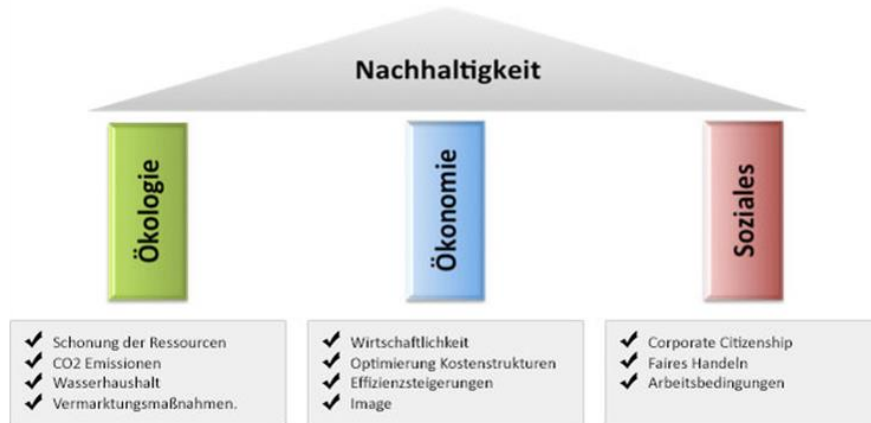 Nachhaltigkeit
Ökologie
Ökonomie
Soziales
Schonung der Ressourcen
CO2 Emissionen
Wasserhaushalt
Vermarktungsmaßnahmen.
Wirtschaftlichkeit
Optimierung Kostenstrukturen
Effizienzsteigerungen
Image
Corporate Citizenship
Faires Handeln
Arbeitsbedingungen